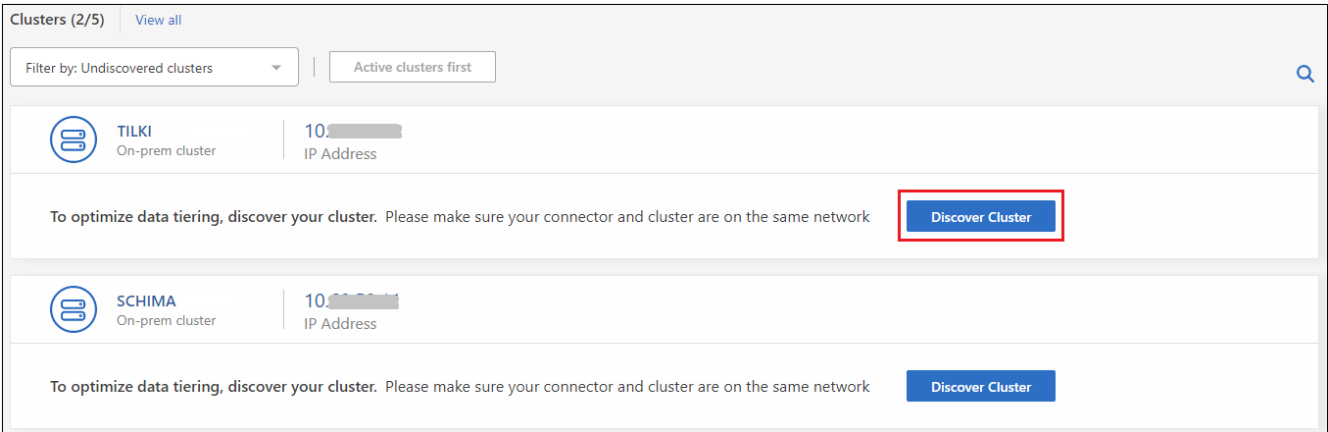 Clusters (2/5) View all
Filter by: Undiscovered clusters Active clusters first
TILKI 10.
On-prem cluster IP Address
To optimize data tiering, discover your cluster. Please make sure your connector and cluster are on the same network Discover Cluster
SCHIMA 10.
On-prem cluster IP Address
To optimize data tiering, discover your cluster. Please make sure your connector and cluster are on the same network Discover Cluster